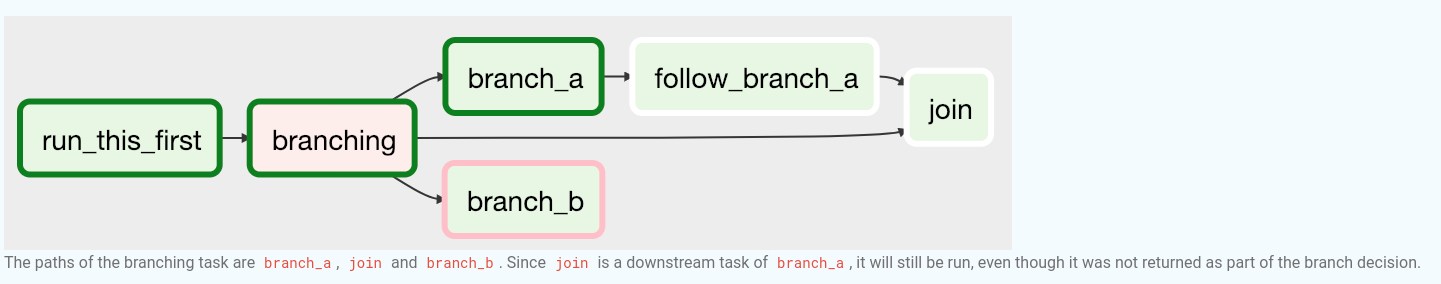 branch_a
follow_branch_a
join
run_this_first
branching
branch_b
The paths of the branching task are branch_a, join and branch_b. Since join is a downstream task of branch_a, it will still be run, even though it was not returned as part of the branch decision.